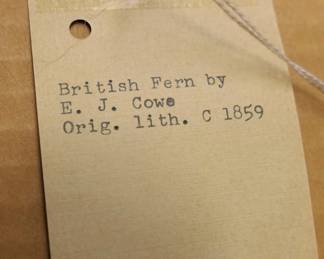 British Fern by
E. J. Cowe
Orig. lith. C 1859